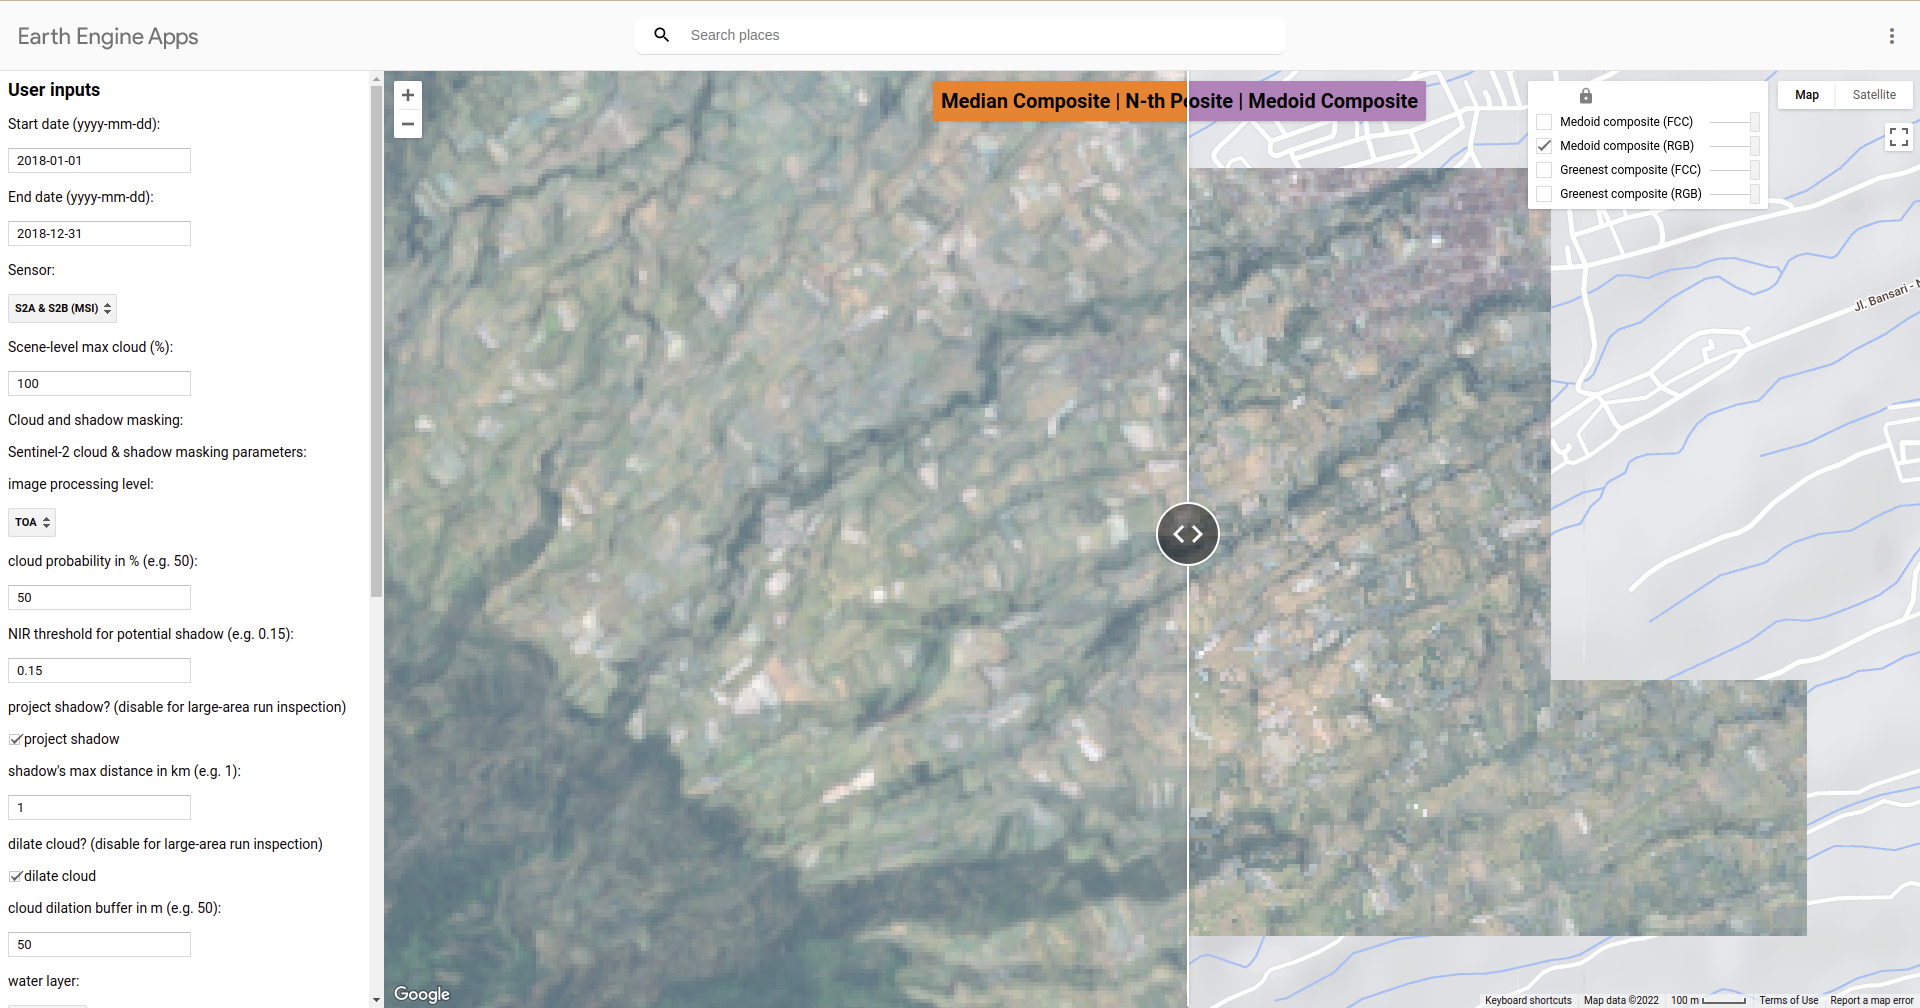 Earth Engine Apps
Search places
User inputs
Start date (yyyy-mm-dd):
2018-01-01
End date (yyyy-mm-dd):
2018-12-31
Sensor:
S2A & S2B (MSI)
Scene-level max cloud (%):
100
Cloud and shadow masking:
Sentinel-2 cloud & shadow masking parameters:
image processing level:
TOA
cloud probability in % (e.g. 50):
50
NIR threshold for potential shadow (e.g. 0.15):
0.15
project shadow? (disable for large-area run inspection)
project shadow
shadow's max distance in km (e.g. 1):
1
dilate cloud? (disable for large-area run inspection)
dilate cloud
cloud dilation buffer in m (e.g. 50):
50
water layer:
Median Composite | N-th Pe
osite | Medoid Composite
Medoid composite (FCC)
Medoid composite (RGB)
Greenest composite (FCC)
Greenest composite (RGB)
Map
Satellite
Jl. Bansari -
Google
Keyboard shortcuts
Map data ©2022
100 m
Terms of Use
Report a map error